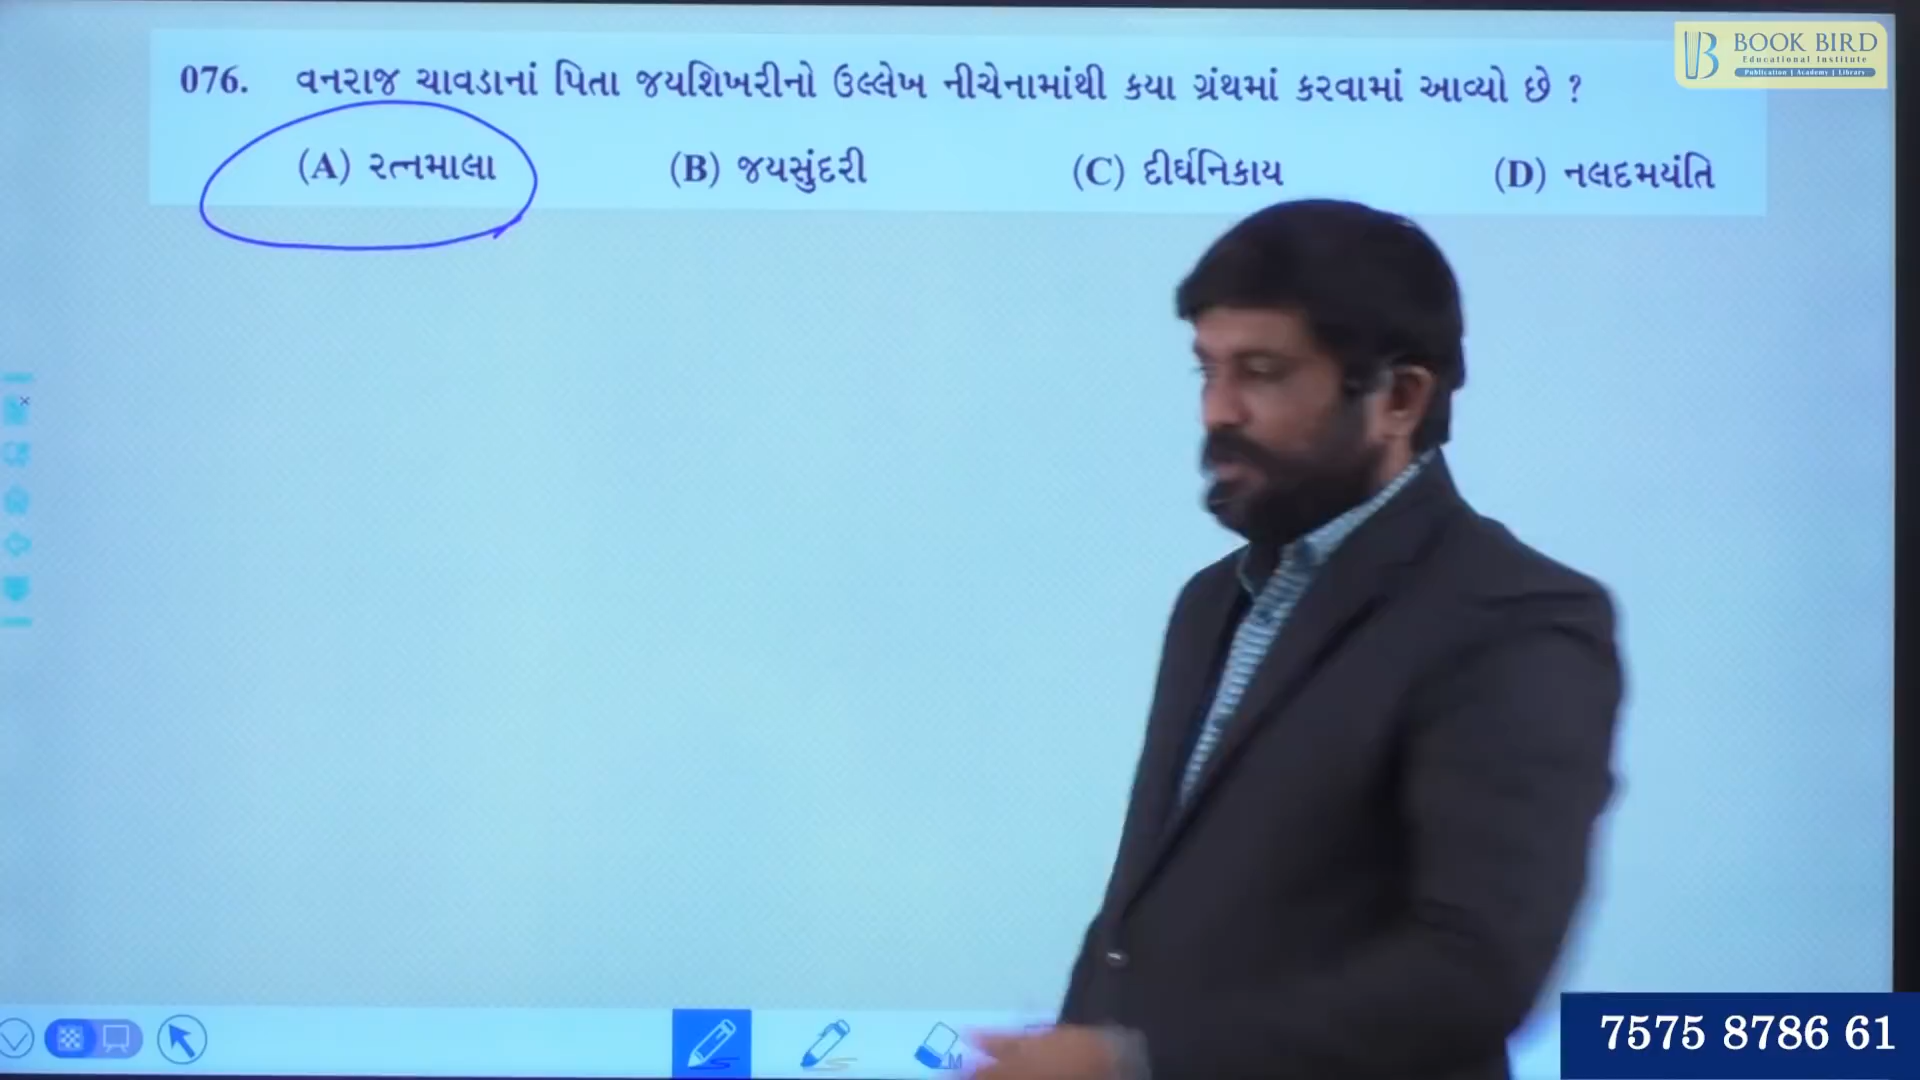 BOOK BIRD
Educational Institute
Publication | Academy | Library
076. વનરાજ ચાવડાનાં પિતા જયશિખરીનો ઉલ્લેખ નીચેનામાંથી કયા ગ્રંથમાં કરવામાં આવ્યો છે ?
(A) રત્નમાલા (B) જયસુંદરી (C) દીર્ઘનિકાય (D) નલદમયંતિ
M
7575 8786 61